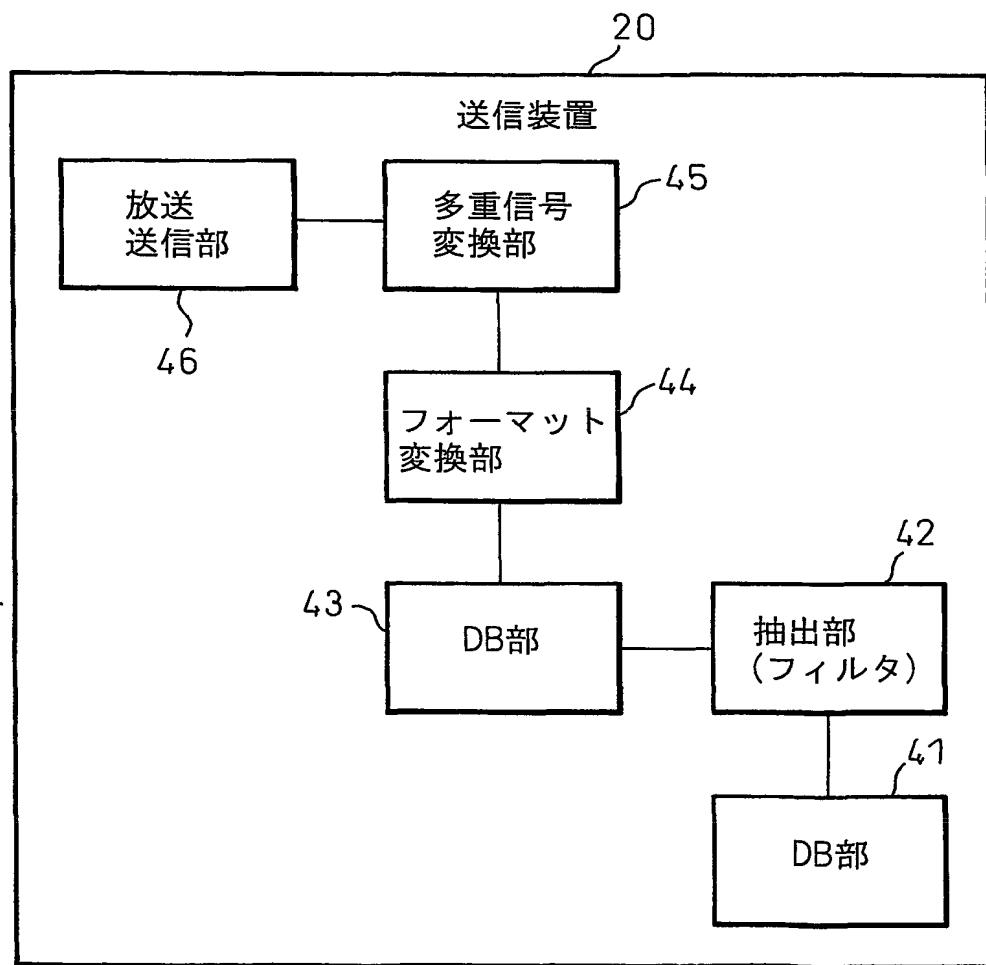 20
送信装置
放送
送信部
46
多重信号
変換部
45
フォーマット
変換部
44
DB部
43
抽出部
(フィルタ)
42
DB部
41